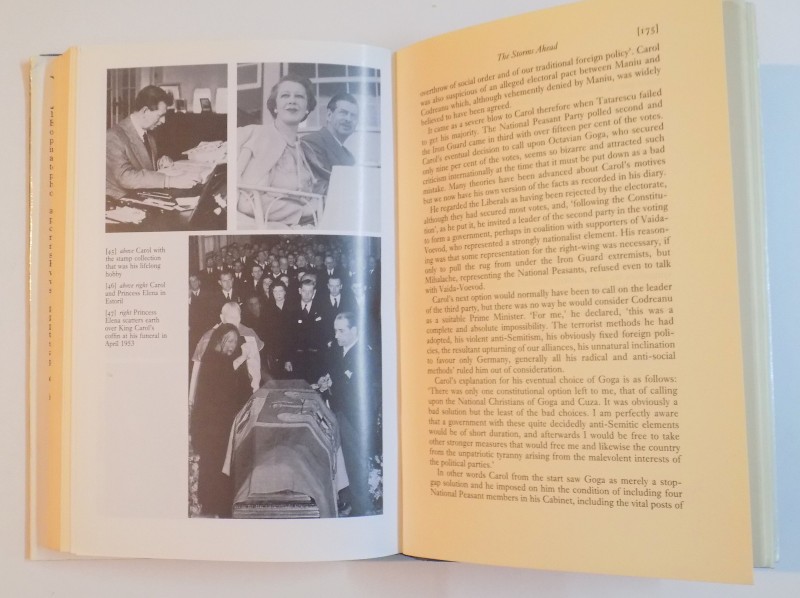 [45] above Carol with
the stamp collection
that was his lifelong
hobby
[46] above right Carol
and Princess Elena in
Estoril
[47] right Princess
Elena scatters earth
over King Carol's
coffin at his funeral in
April 1953
The Storms Ahead
[175]
overthrow of social order and of our traditional foreign policy'. Carol
was also suspicious of an alleged electoral pact between Maniu and
Codreanu which, although vehemently denied by Maniu, was widely
believed to have been agreed.
It came as a severe blow to Carol therefore when Tatarescu failed
to get his majority. The National Peasant Party polled second and
the Iron Guard came in third with over fifteen per cent of the votes.
Carol's eventual decision to call upon Octavian Goga, who secured
only nine per cent of the votes, seems so bizarre and attracted such
criticism internationally at the time that it must be put down as a bad
mistake. Many theories have been advanced about Carol's motives
but we now have his own version of the facts as recorded in his diary.
He regarded the Liberals as having been rejected by the electorate,
although they had secured most votes, and, 'following the Constitu-
tion', as he put it, he invited a leader of the second party in the voting
to form a government, perhaps in coalition with supporters of Vaida-
Voevod, who represented a strongly nationalist element. His reason-
ing was that some representation for the right-wing was necessary, if
only to pull the rug from under the Iron Guard extremists, but
Mihalache, representing the National Peasants, refused even to talk
with Vaida-Voevod.
Carol's next option would normally have been to call on the leader
of the third party, but there was no way he would consider Codreanu
as a suitable Prime Minister. 'For me,' he declared, 'this was a
complete and absolute impossibility. The terrorist methods he had
adopted, his violent anti-Semitism, his obviously fixed foreign poli-
cies, the resultant upturning of our alliances, his unnatural inclination
to favour only Germany, generally all his radical and anti-social
methods' ruled him out of consideration.
Carol's explanation for his eventual choice of Goga is as follows:
'There was only one constitutional option left to me, that of calling
upon the National Christians of Goga and Cuza. It was obviously a
bad solution but the least of the bad choices. I am perfectly aware
that a government with these quite decidedly anti-Semitic elements
would be of short duration, and afterwards I would be free to take
other stronger measures that would free me and likewise the country
from the unpatriotic tyranny arising from the malevolent interests of
the political parties.'
In other words Carol from the start saw Goga as merely a stop-
gap solution and he imposed on him the condition of including four
National Peasant members in his Cabinet, including the vital posts of